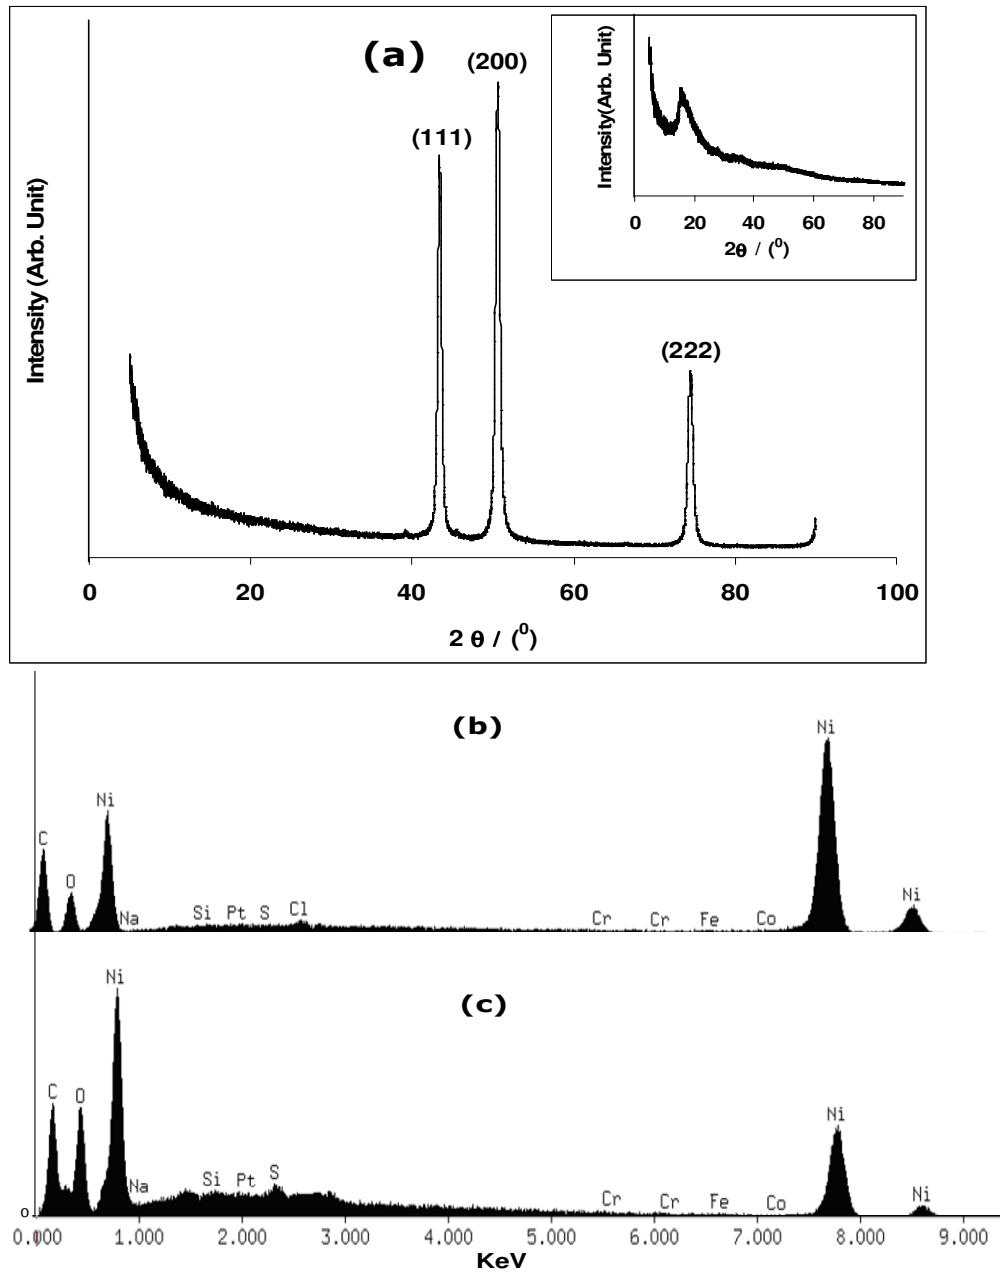 (a)
(200)
(111)
(222)
Intensity (Arb. Unit)
0 20 40 60 80 100
2 θ / (⁰)
Intensity(Arb. Unit)
0 20 40 60 80
2θ / (⁰)
(b)
Ni
Ni
C
O
Na
Si Pt S Cl
Cr Cr Fe Co
Ni
(c)
Ni
C O
Ni
Na
Si Pt S
Cr Cr Fe Co
Ni
0
0.000 1.000 2.000 3.000 4.000 5.000 6.000 7.000 8.000 9.000
KeV